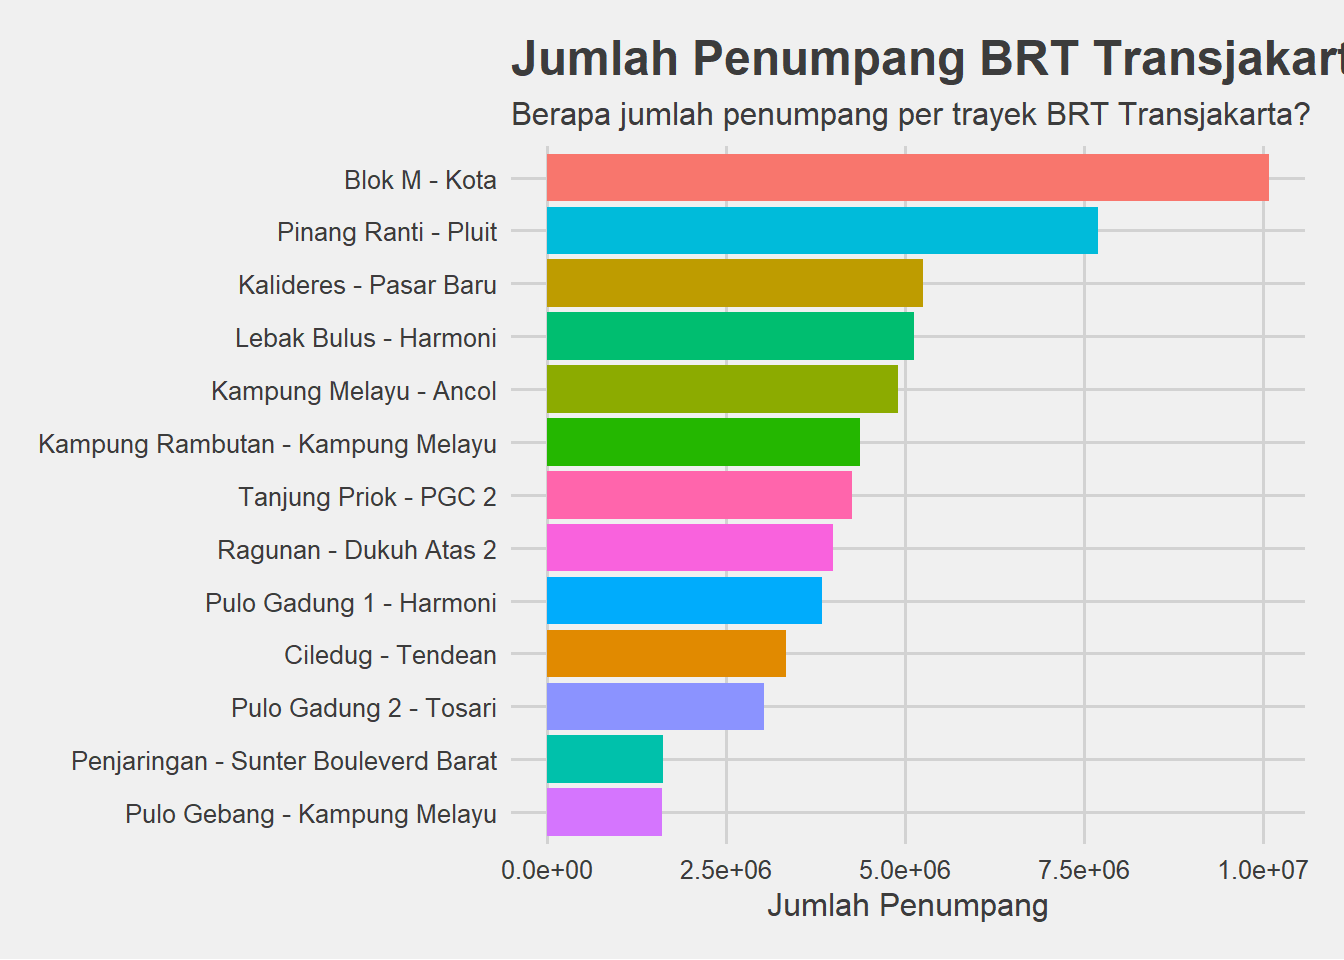 Jumlah Penumpang BRT Transjakart
Berapa jumlah penumpang per trayek BRT Transjakarta?
Blok M - Kota
Pinang Ranti - Pluit
Kalideres - Pasar Baru
Lebak Bulus - Harmoni
Kampung Melayu - Ancol
Kampung Rambutan - Kampung Melayu
Tanjung Priok - PGC 2
Ragunan - Dukuh Atas 2
Pulo Gadung 1 - Harmoni
Ciledug - Tendean
Pulo Gadung 2 - Tosari
Penjaringan - Sunter Bouleverd Barat
Pulo Gebang - Kampung Melayu
0.0e+00 2.5e+06 5.0e+06 7.5e+06 1.0e+07
Jumlah Penumpang